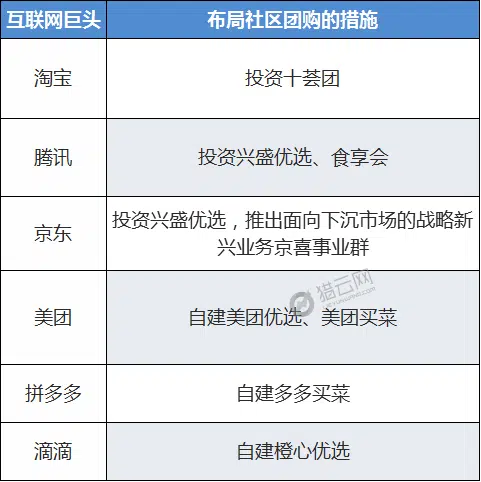 互联网巨头 布局社区团购的措施
淘宝 投资十荟团
腾讯 投资兴盛优选、食享会
京东 投资兴盛优选，推出面向下沉市场的战略新
兴业务京喜事业群
美团 自建美团优选、美团买菜
拼多多 自建多多买菜
滴滴 自建橙心优选
猎云网